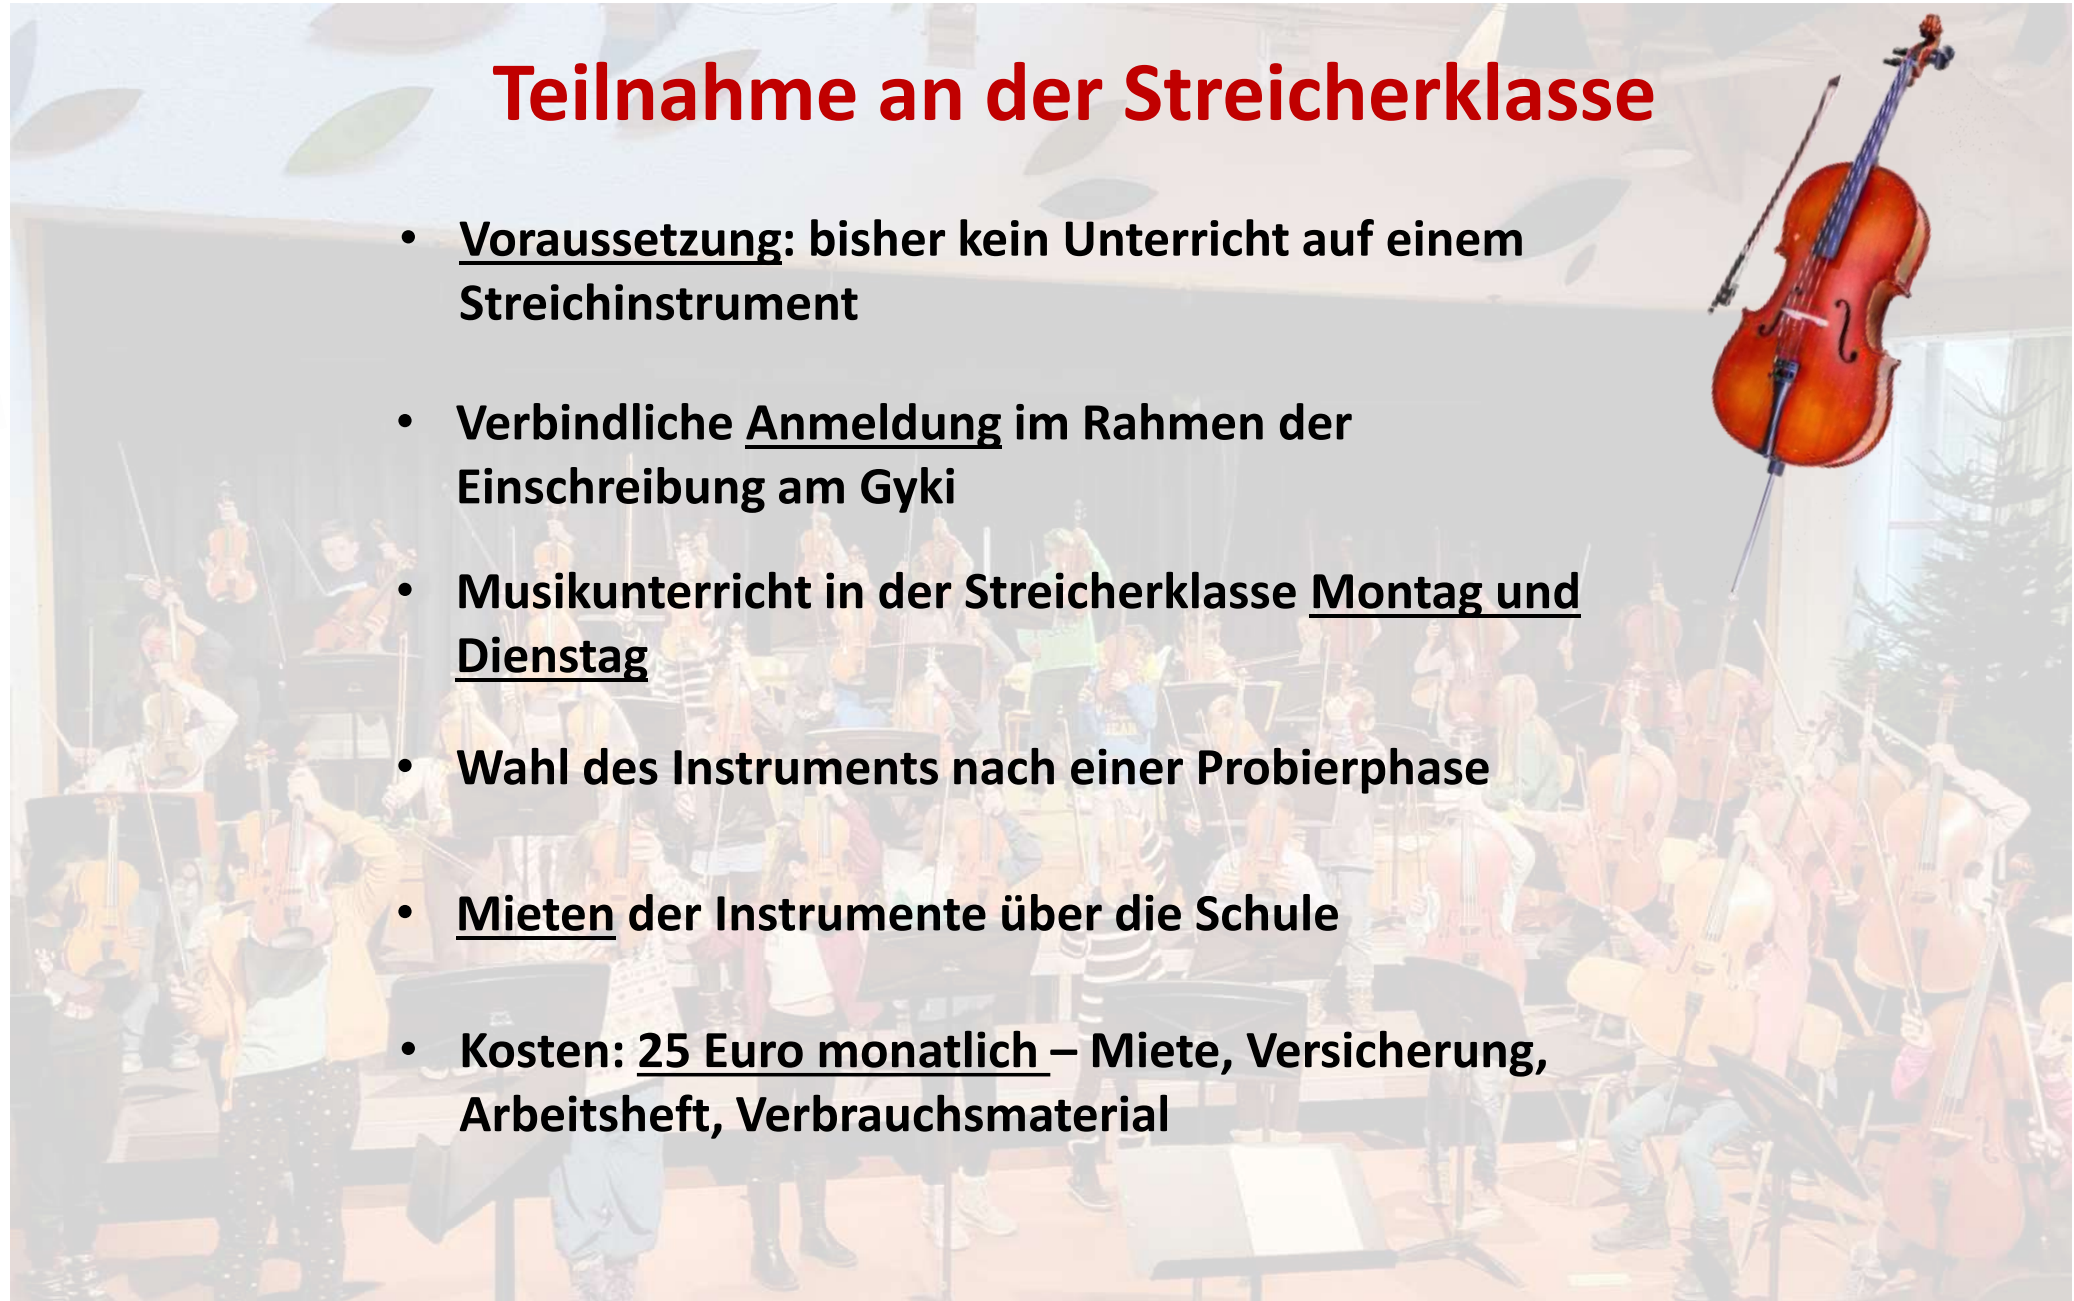 Teilnahme an der Streicherklasse
• Voraussetzung: bisher kein Unterricht auf einem
Streichinstrument
• Verbindliche Anmeldung im Rahmen der
Einschreibung am Gyki
• Musikunterricht in der Streicherklasse Montag und
Dienstag
• Wahl des Instruments nach einer Probierphase
• Mieten der Instrumente über die Schule
• Kosten: 25 Euro monatlich – Miete, Versicherung,
Arbeitsheft, Verbrauchsmaterial